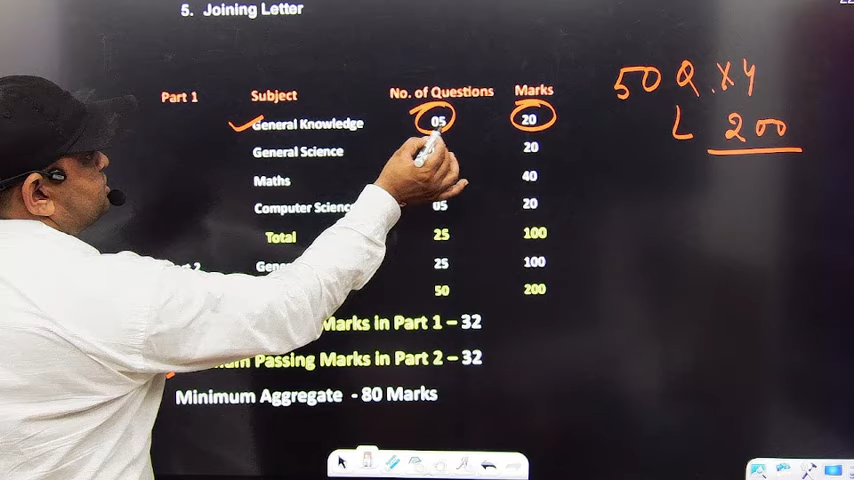 5. Joining Letter
Part 1 Subject No. of Questions Marks
General Knowledge 05 20
General Science 20
Maths 40
Computer 05 20
Total 25 100
25 100
50 200
Marks in Part 1 – 32
Passing Marks in Part 2 – 32
Minimum Aggregate - 80 Marks
50 Q. X 4
200